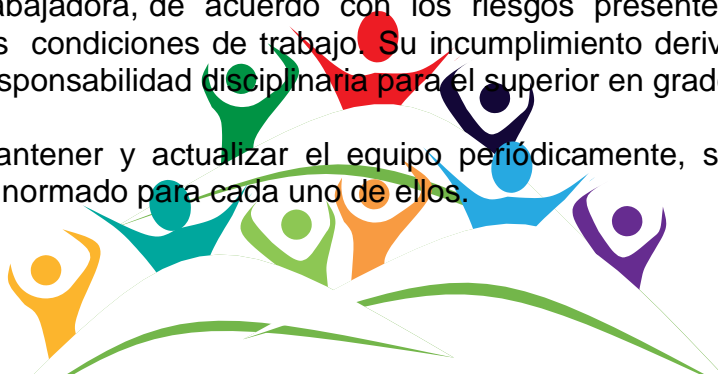 abajadora, de acuerdo con los riesgos presente
s condiciones de trabajo. Su incumplimiento deriv
sponsabilidad disciplinaria para el superior en grad
antener y actualizar el equipo periódicamente, s
normado para cada uno de ellos.